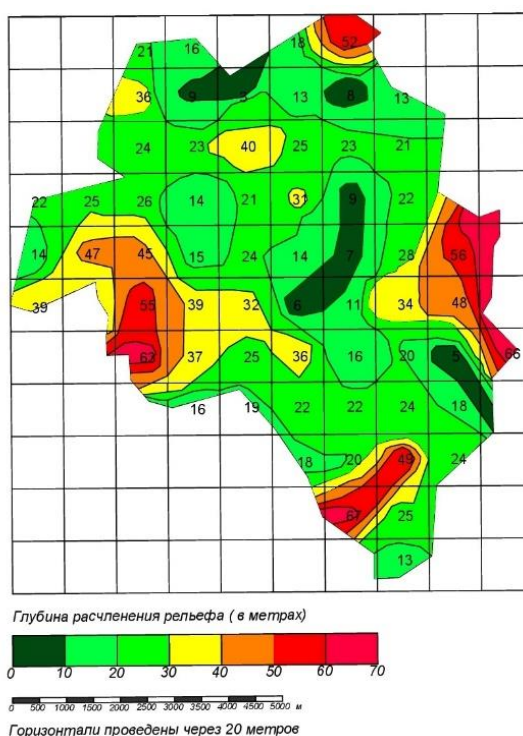 52
21 16 18
36 9 3 13 8 13
24 23 40 25 23 21
22 25 26 14 21 31 9 22
14 47 45 15 24 14 7 28 56
39 55 39 32 6 11 34 48
63 37 25 36 16 20 5 66
16 19 22 22 24 18
18 20 49 24
67 25
13
Глубина расчленения рельефа ( в метрах)
0 10 20 30 40 50 60 70
0 500 1000 1500 2000 2500 3000 3500 4000 4500 5000 м
Горизонтали проведены через 20 метров